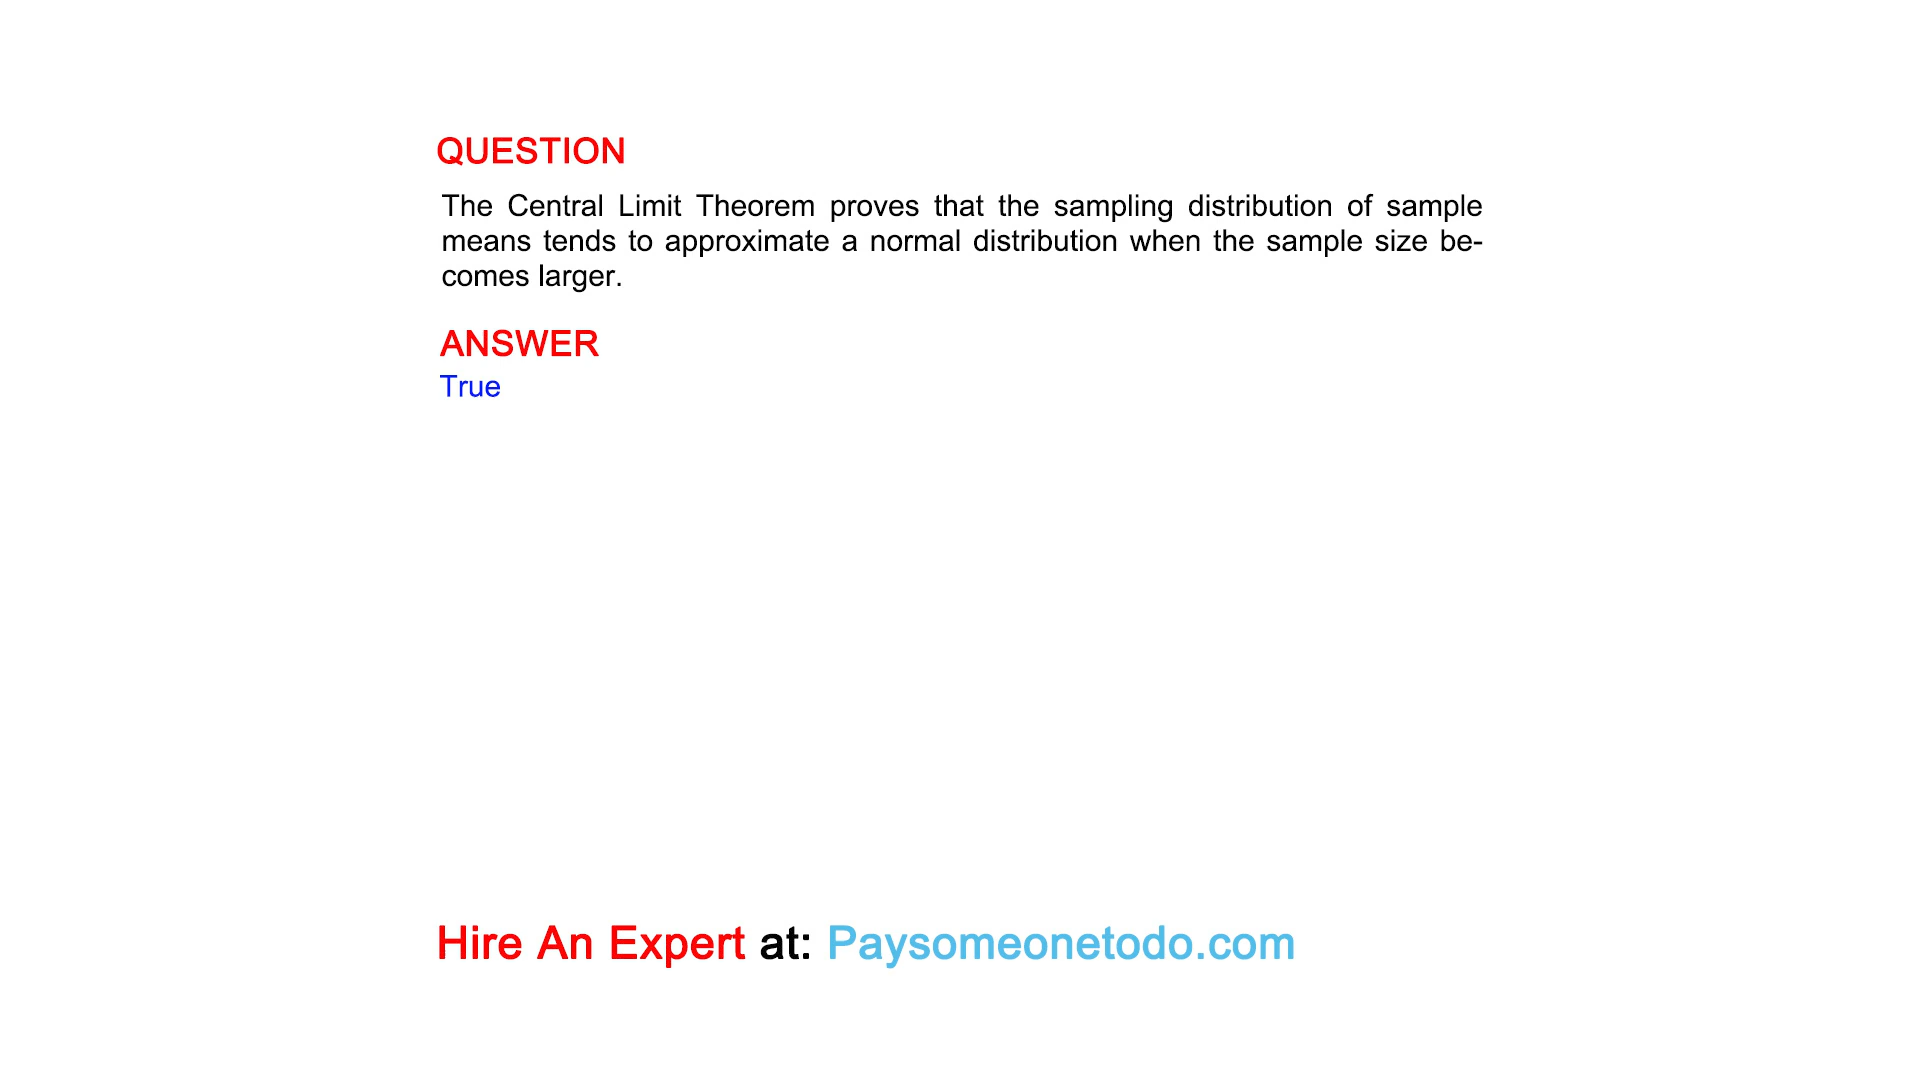 QUESTION
The Central Limit Theorem proves that the sampling distribution of sample
means tends to approximate a normal distribution when the sample size be-
comes larger.
ANSWER
True
Hire An Expert at: Paysomeonetodo.com